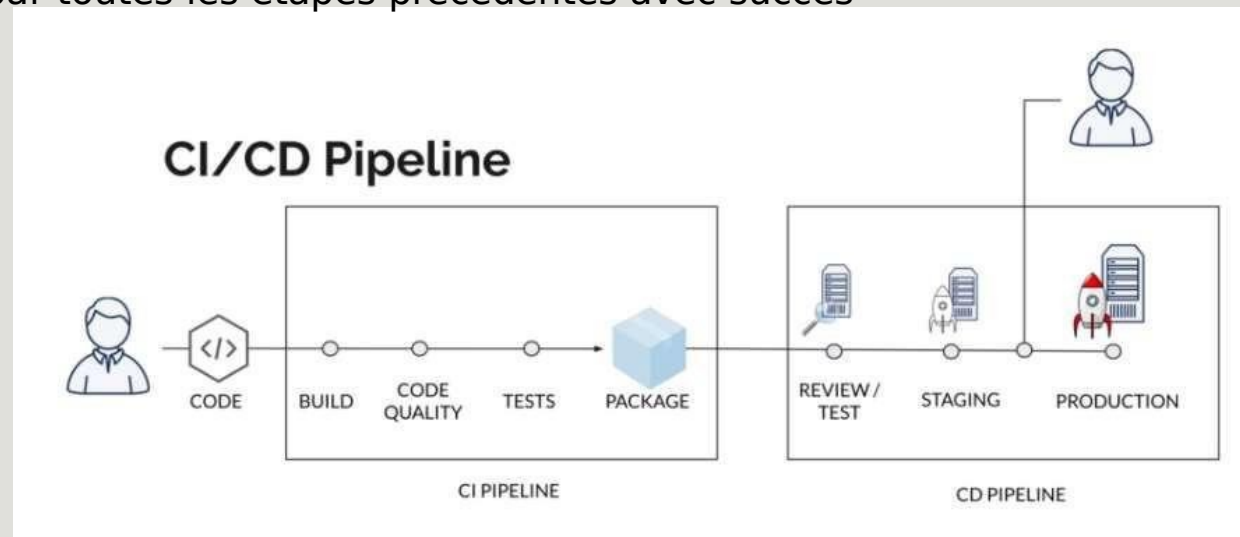 toutes les étapes précédentes avec succès
CI/CD Pipeline
</>
CODE
BUILD
CODE
QUALITY
TESTS
PACKAGE
REVIEW /
TEST
STAGING
PRODUCTION
CI PIPELINE
CD PIPELINE